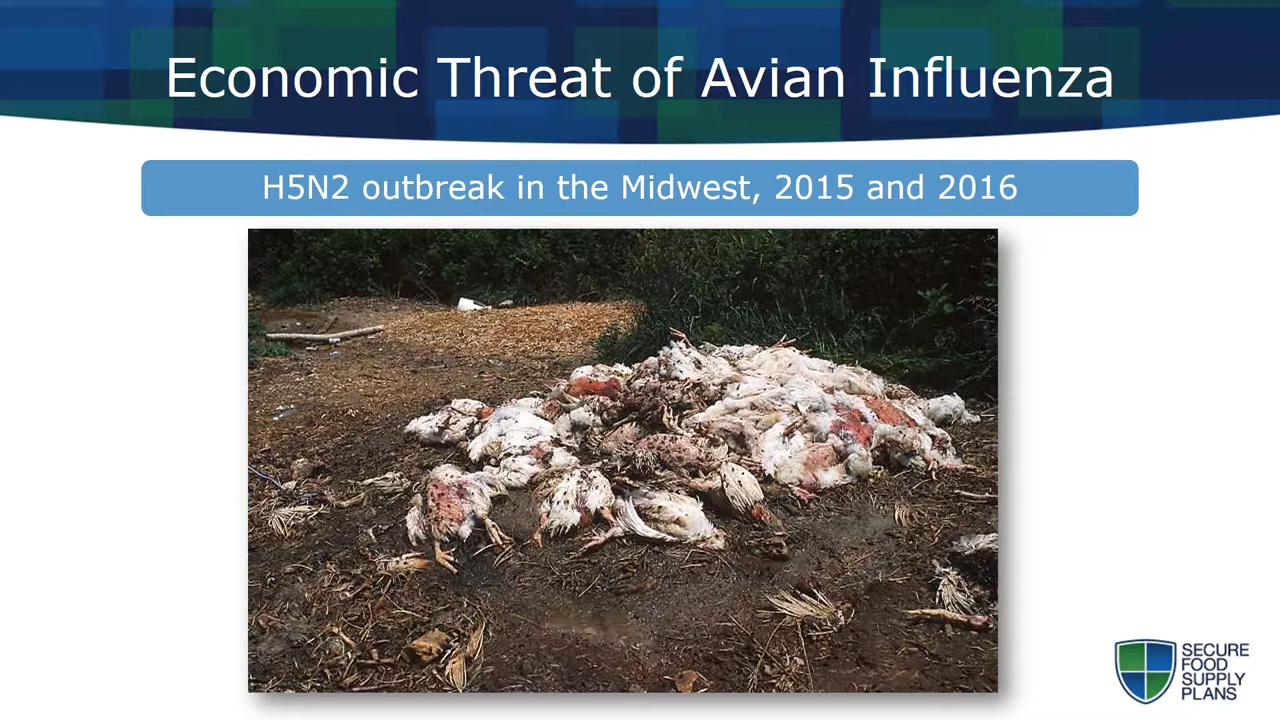 Economic Threat of Avian Influenza
H5N2 outbreak in the Midwest, 2015 and 2016
SECURE
FOOD
SUPPLY
PLANS